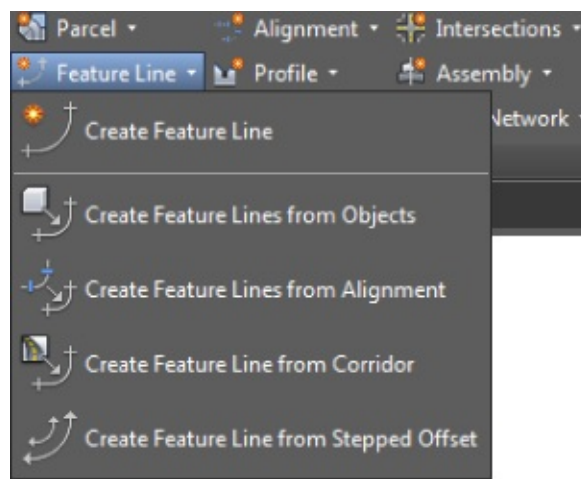 Parcel Alignment Intersections
Feature Line Profile Assembly
Network
Create Feature Line
Create Feature Lines from Objects
Create Feature Lines from Alignment
Create Feature Line from Corridor
Create Feature Line from Stepped Offset